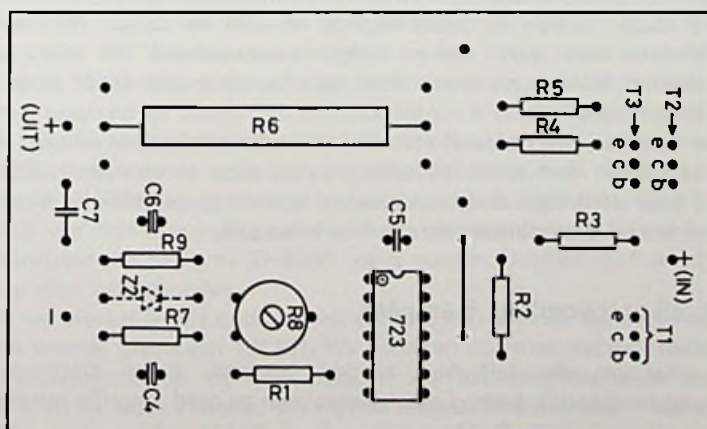 R5
R4
T3
T2
e e
c c
b b
(UIT)
+
R6
C7
C6
C5
R3
+
(IN)
R9
Z2
R7
R8
723
R2
e
c
b
T1
–
C4
R1